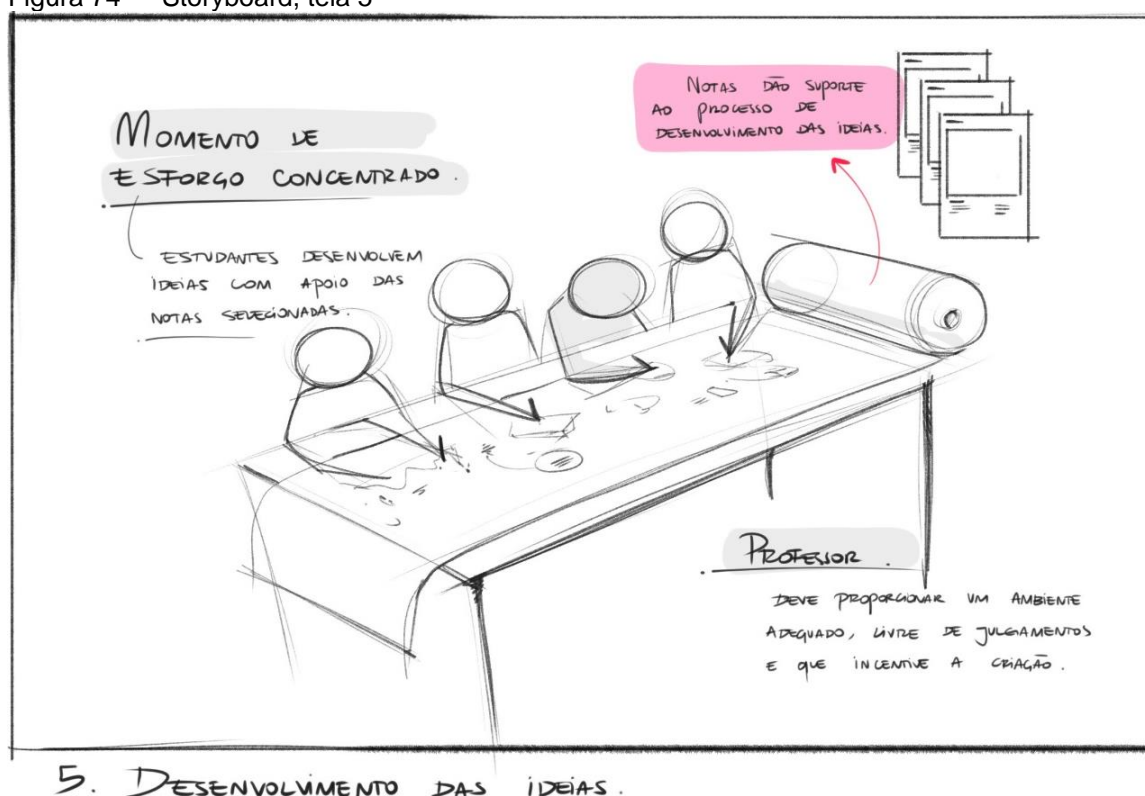 Figura 74 – Storyboard, tela 5
MOMENTO DE
ESFORÇO CONCENTRADO.
ESTUDANTES DESENVOLVEM
IDEIAS COM APOIO DAS
NOTAS SELECIONADAS.
NOTAS DÃO SUPORTE
AO PROCESSO DE
DESENVOLVIMENTO DAS IDEIAS.
PROFESSOR.
DEVE PROPORCIONAR UM AMBIENTE
ADEQUADO, LIVRE DE JULGAMENTOS
E QUE INCENTIVE A CRIAÇÃO.
5. DESENVOLVIMENTO DAS IDEIAS.